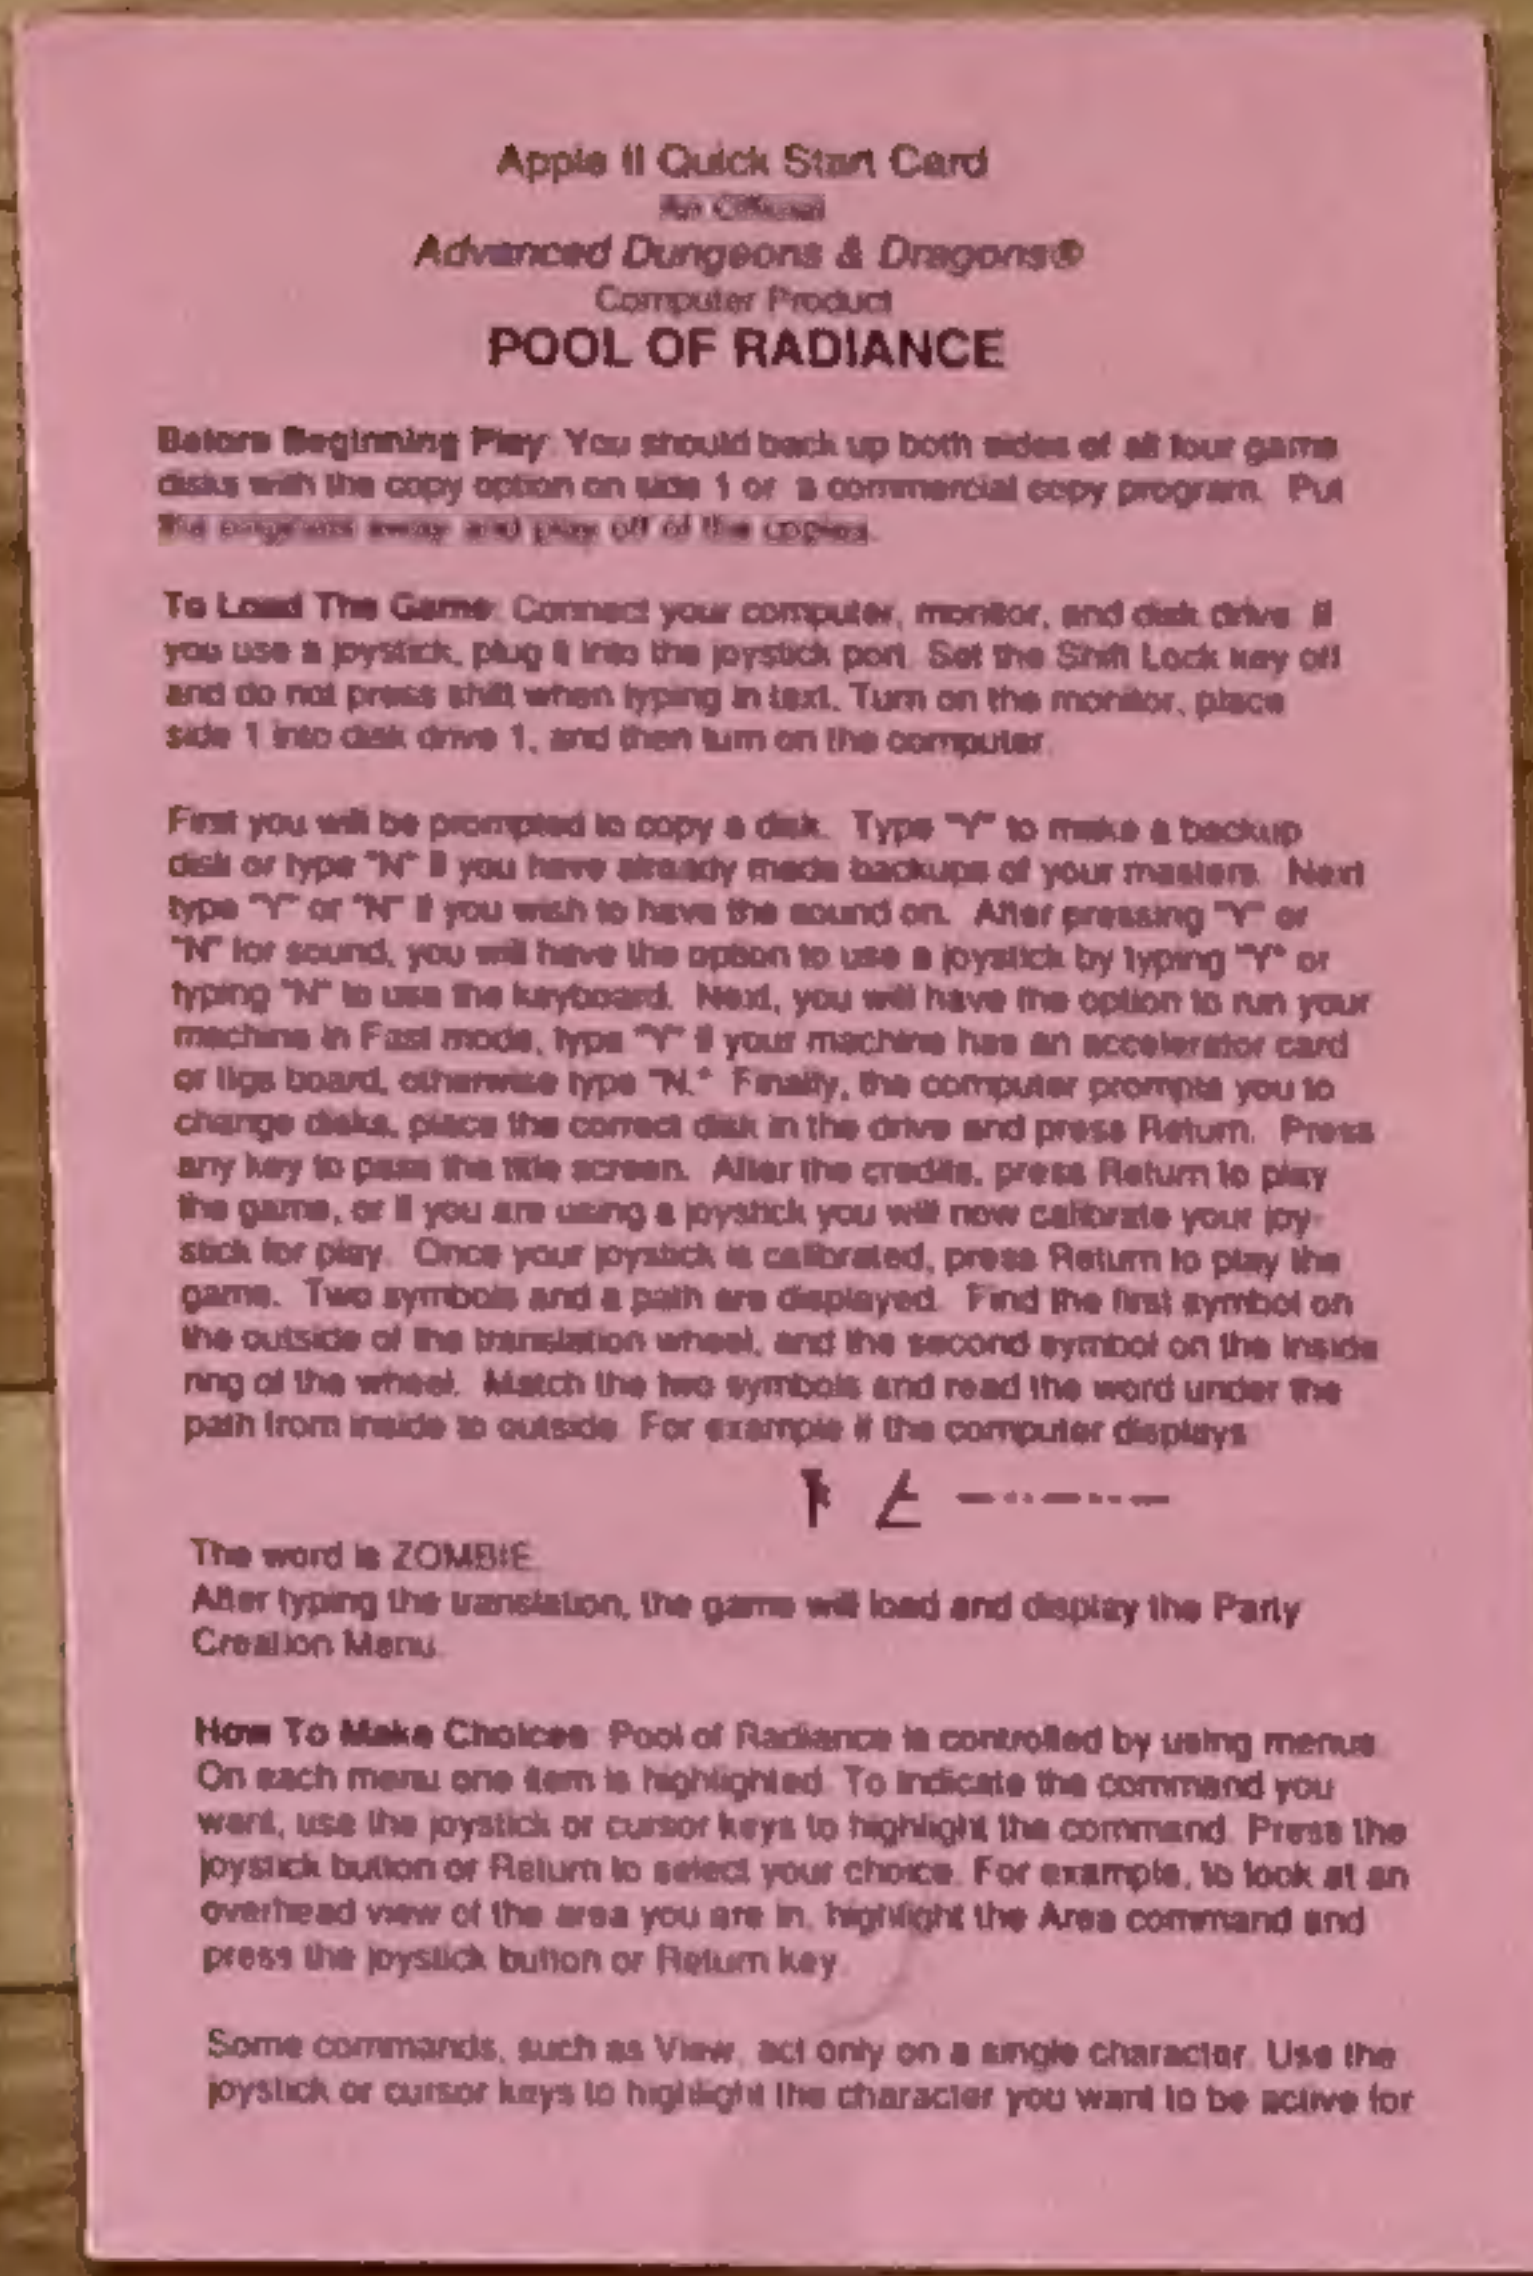 Apple II Quick Start Card
An Official
Advanced Dungeons & Dragons®
Computer Product
POOL OF RADIANCE
Before Beginning Play: You should back up both sides of all four game
disks with the copy option on side 1 or a commercial copy program. Put
the originals away and play off of the copies.
To Load The Game: Connect your computer, monitor, and disk drive. If
you use a joystick, plug it into the joystick port. Set the Shift Lock key off
and do not press shift when typing in text. Turn on the monitor, place
side 1 into disk drive 1, and then turn on the computer.
First you will be prompted to copy a disk. Type "Y" to make a backup
disk or type "N" if you have already made backups of your masters. Next
type "Y" or "N" if you wish to have the sound on. After pressing "Y" or
"N" for sound, you will have the option to use a joystick by typing "Y" or
typing "N" to use the keyboard. Next, you will have the option to run your
machine in Fast mode, type "Y" if your machine has an accelerator card
or IIgs board, otherwise type "N." Finally, the computer prompts you to
change disks, place the correct disk in the drive and press Return. Press
any key to pass the title screen. After the credits, press Return to play
the game, or if you are using a joystick you will now calibrate your joy-
stick for play. Once your joystick is calibrated, press Return to play the
game. Two symbols and a path are displayed. Find the first symbol on
the outside of the translation wheel, and the second symbol on the inside
ring of the wheel. Match the two symbols and read the word under the
path from inside to outside. For example if the computer displays:
The word is ZOMBIE.
After typing the translation, the game will load and display the Party
Creation Menu.
How To Make Choices: Pool of Radiance is controlled by using menus.
On each menu one item is highlighted. To indicate the command you
want, use the joystick or cursor keys to highlight the command. Press the
joystick button or Return to select your choice. For example, to look at an
overhead view of the area you are in, highlight the Area command and
press the joystick button or Return key.
Some commands, such as View, act only on a single character. Use the
joystick or cursor keys to highlight the character you want to be active for